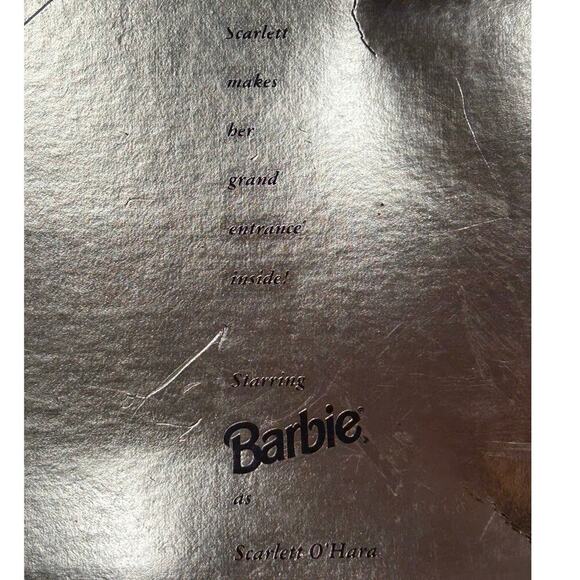 Scarlett
makes
her
grand
entrance
inside!
Starring
Barbie®
as
Scarlett O'Hara